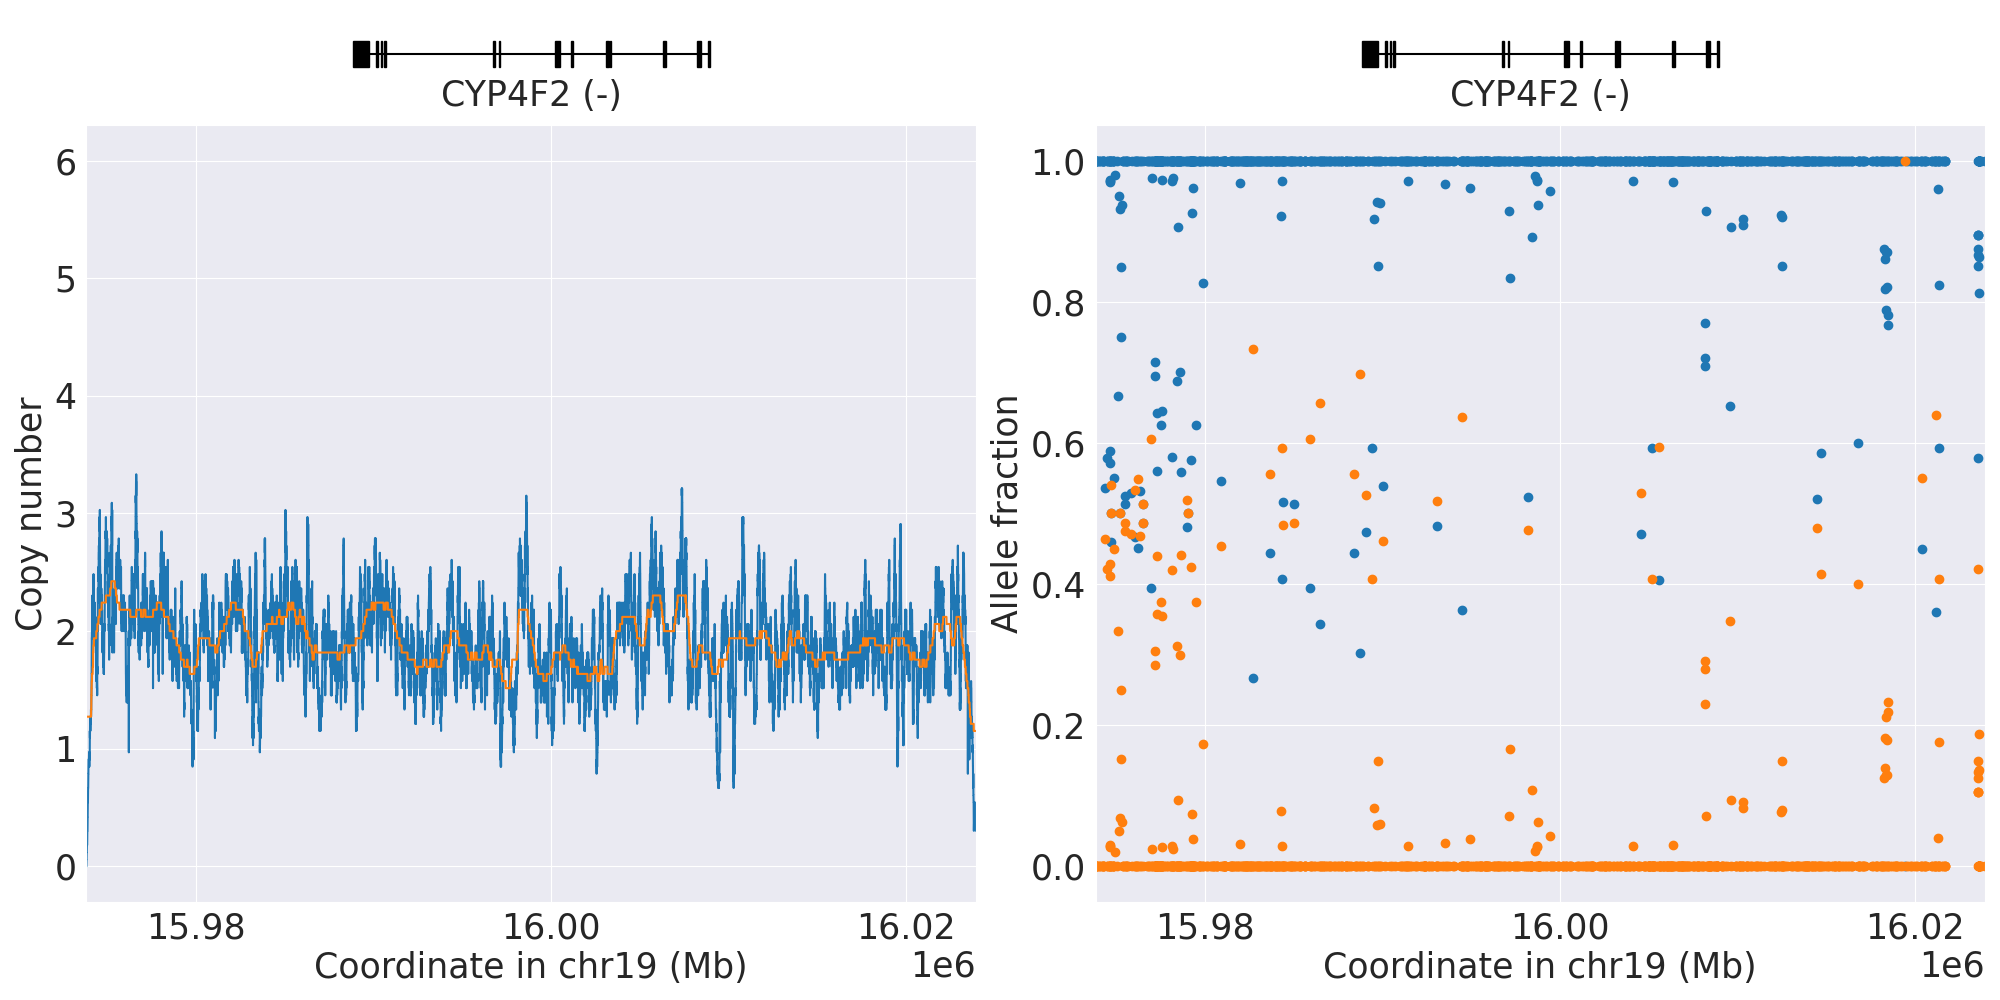 CYP4F2 (-)
6
5
4
3
2
1
0
Copy number
15.98
16.00
16.02
Coordinate in chr19 (Mb)
1e6
CYP4F2 (-)
1.0
0.8
0.6
0.4
0.2
0.0
Allele fraction
15.98
16.00
16.02
Coordinate in chr19 (Mb)
1e6